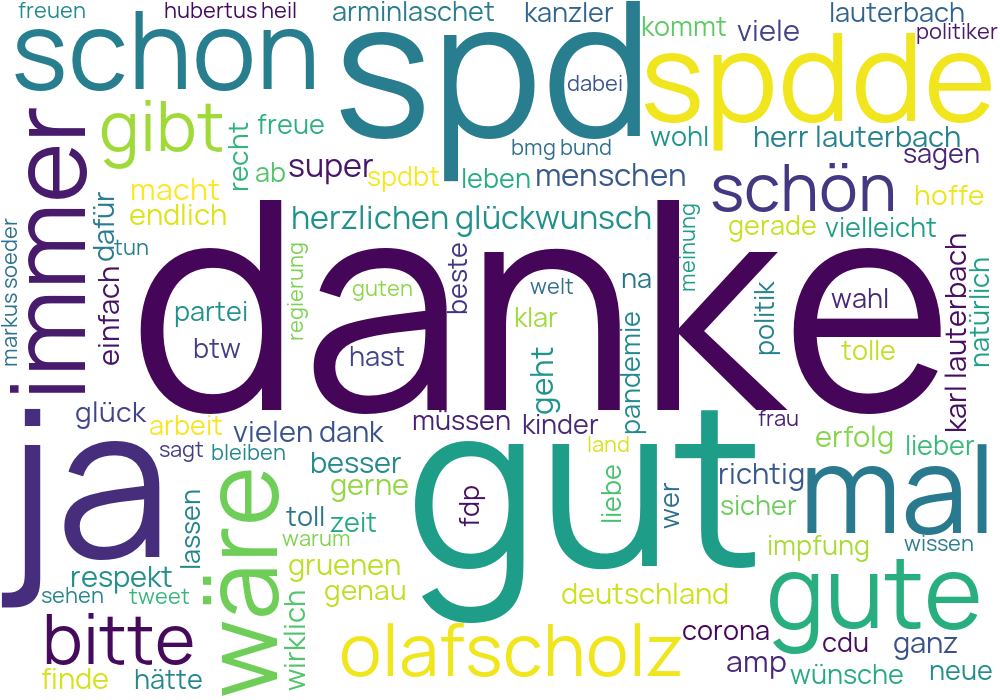 freuen
hubertus heil
arminlaschet
kanzler
lauterbach
schon
spd
kommt
viele
politiker
spdde
dabei
gibt
freue
recht
wohl
herr lauterbach
bmg bund
sagen
immer
super
ab
spdbt
leben
menschen
schön
hoffe
macht
endlich
dafür
tun
herzlichen glückwunsch
meinung
gerade
vielleicht
markus soeder
einfach
danke
regierung
beste
guten
welt
na
politik
wahl
karl lauterbach
natürlich
partei
btw
hast
klar
geht
pandemie
tolle
ja
glück
arbeit
vielen dank
müssen
kinder
frau
erfolg
lieber
sagt
bleiben
gut
land
besser
gerne
fdp
liebe
wer
richtig
sicher
mal
lassen
wäre
toll
zeit
warum
impfung
wissen
respekt
gruenen
genau
sehen
tweet
wirklich
deutschland
gute
bitte
olafscholz
corona
cdu
ganz
amp
finde
hätte
wünsche
neue